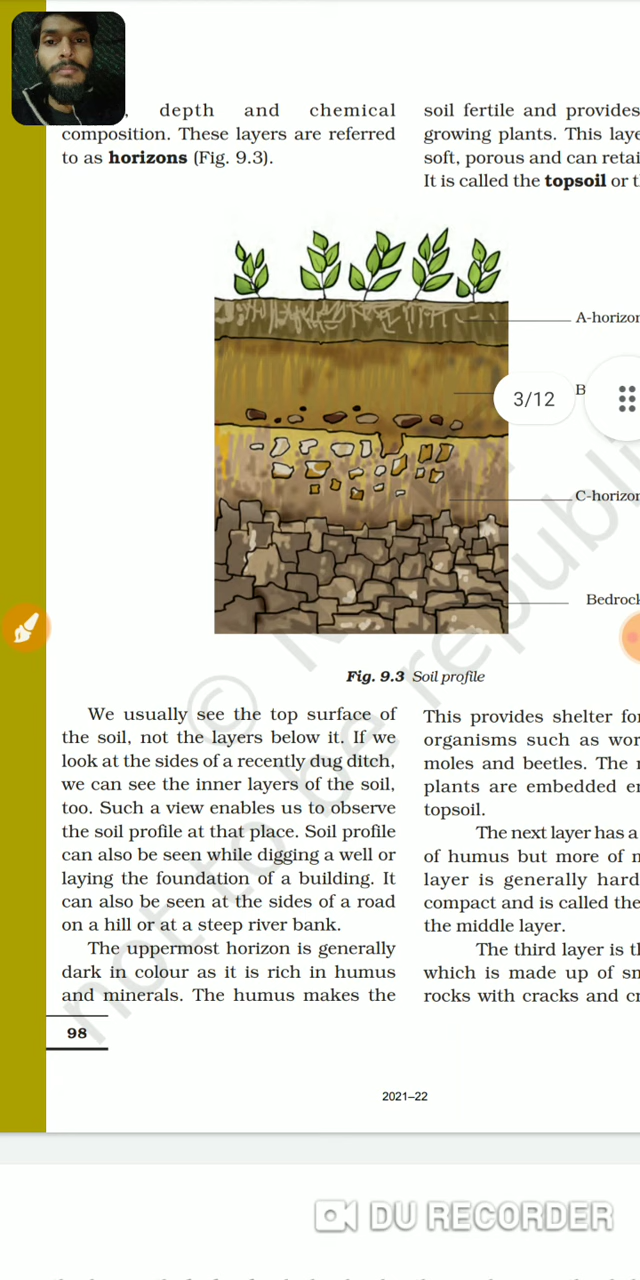 depth and chemical
composition. These layers are referred
to as horizons (Fig. 9.3).
soil fertile and provides
growing plants. This
soft, porous and can
It is called the topsoil or
A-horizon
B
3/12
C-horizon
Bedrock
Fig. 9.3 Soil profile
We usually see the top surface of
the soil, not the layers below it. If we
look at the sides of a recently dug ditch,
we can see the inner layers of the soil,
too. Such a view enables us to observe
the soil profile at that place. Soil profile
can also be seen while digging a well or
laying the foundation of a building. It
can also be seen at the sides of a road
on a hill or at a steep river bank.
The uppermost horizon is generally
dark in colour as it is rich in humus
and minerals. The humus makes the
This provides shelter for
organisms such as
moles and beetles. The
plants are embedded
topsoil.
The next layer has a
of humus but more of
layer is generally
compact and is called the
the middle layer.
The third layer is
which is made up of
rocks with cracks and
98
2021–22
© 
not to be republi
DU RECORDER